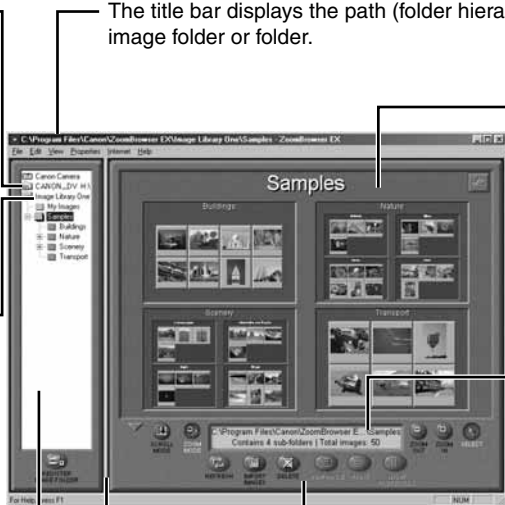 The title bar displays the path (folder hiera
image folder or folder.
C:\Program Files\Canon\ZoomBrowser EX\Image Library One\Samples - ZoomBrowser EX
File Edit View Properties Internet Help
Canon Camera
CANON_DV H:\
Image Library One
My Images
Samples
Buildings
Nature
Scenery
Transport
Samples
Buildings
Nature
Scenery
Transport
SCROLL MODE
ZOOM MODE
C:\Program Files\Canon\ZoomBrowser E...\Samples
Contains 4 sub-folders | Total images: 50
ZOOM OUT
ZOOM IN
SELECT
REFRESH
IMPORT IMAGES
DELETE
REGISTER IMAGE FOLDER
For Help, press F1
NUM